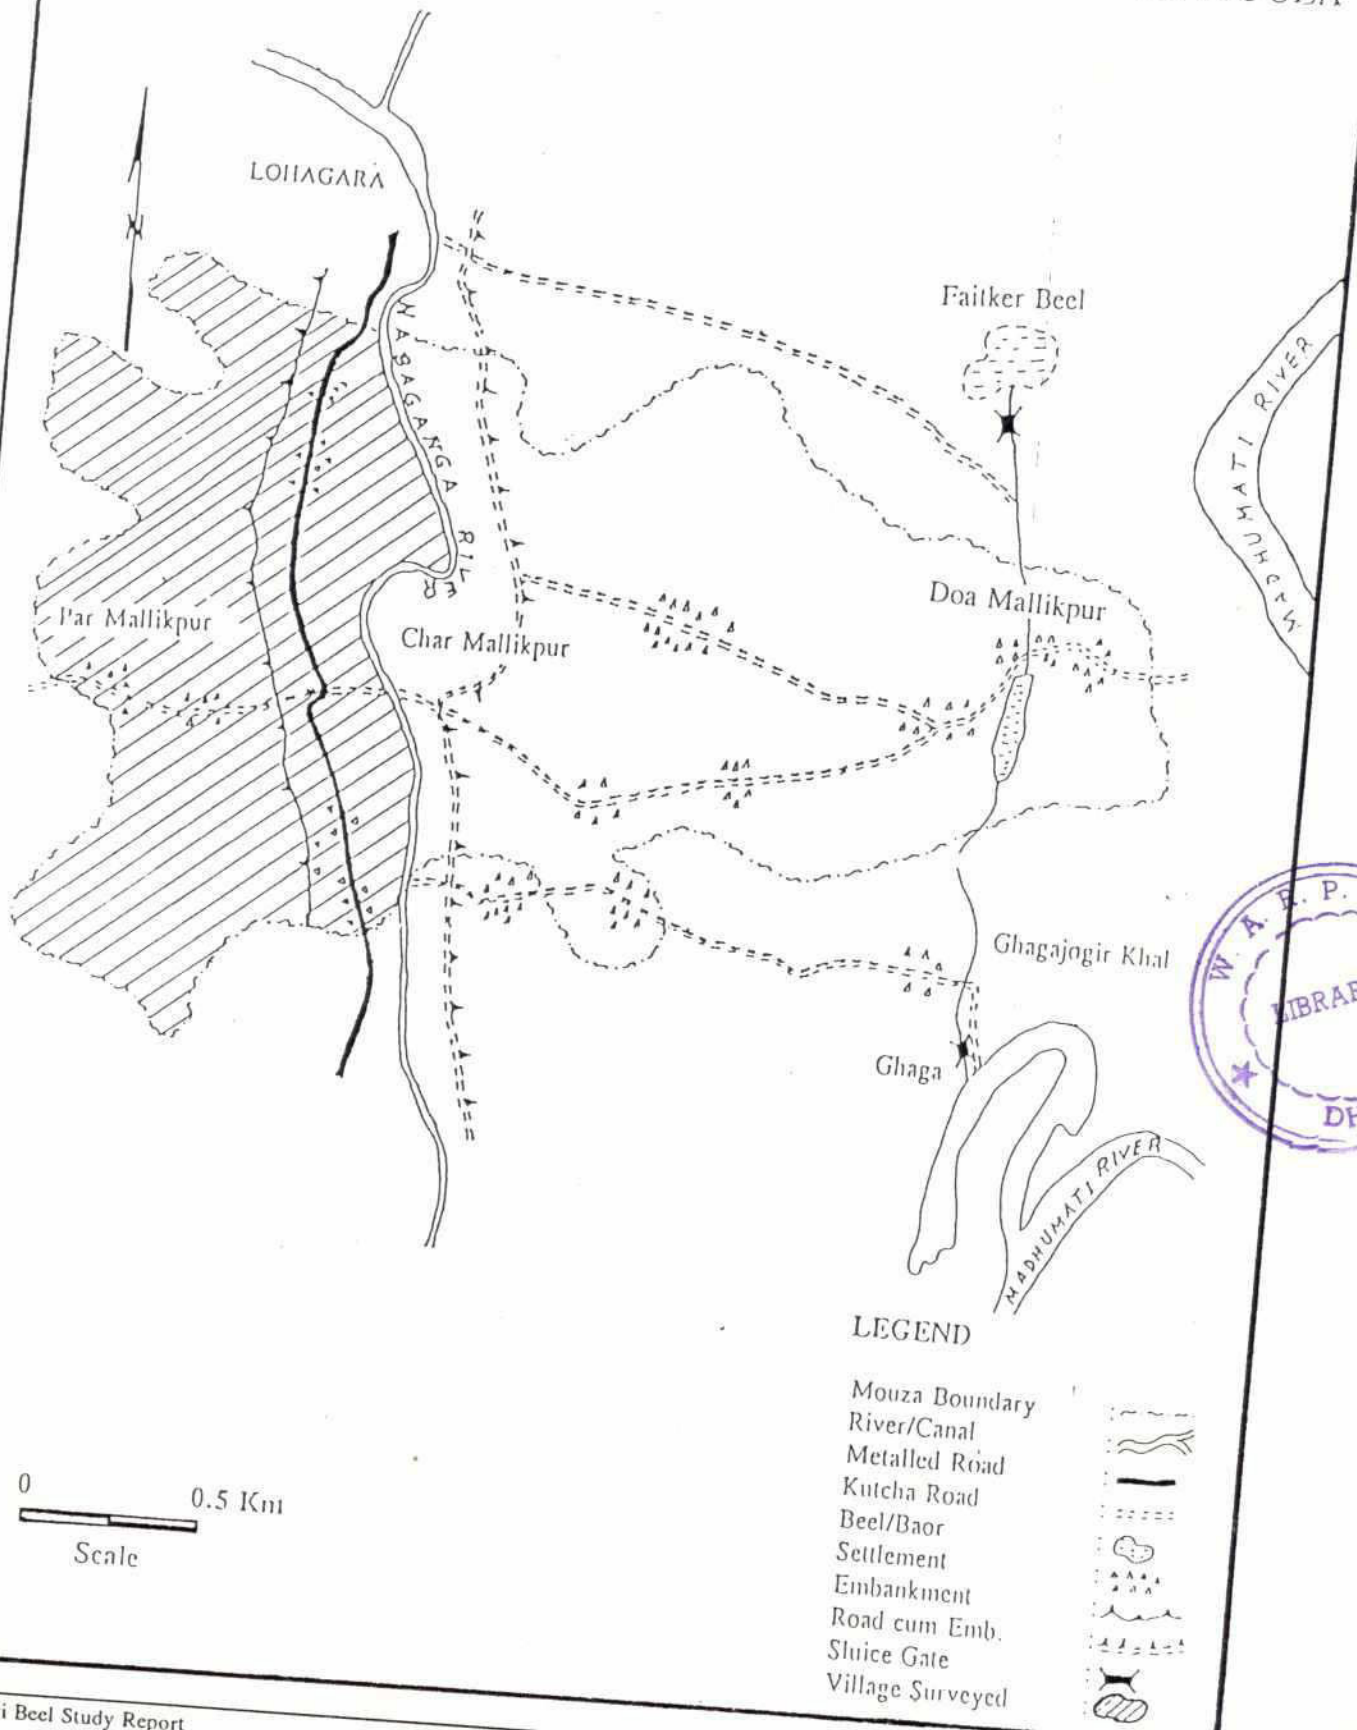 LOHAGARA
N
Faitker Beel
MADHUMATI RIVER
NABAGANGA RIVER
Par Mallikpur
Char Mallikpur
Doa Mallikpur
Ghagajogir Khal
W. A. R. P.
LIBRAR
Ghaga
MADHUMATI RIVER
LEGEND
Mouza Boundary
River/Canal
Metalled Road
Kutcha Road
Beel/Baor
Settlement
Embankment
Road cum Emb.
Sluice Gate
Village Surveyed
0 0.5 Km
Scale
i Beel Study Report